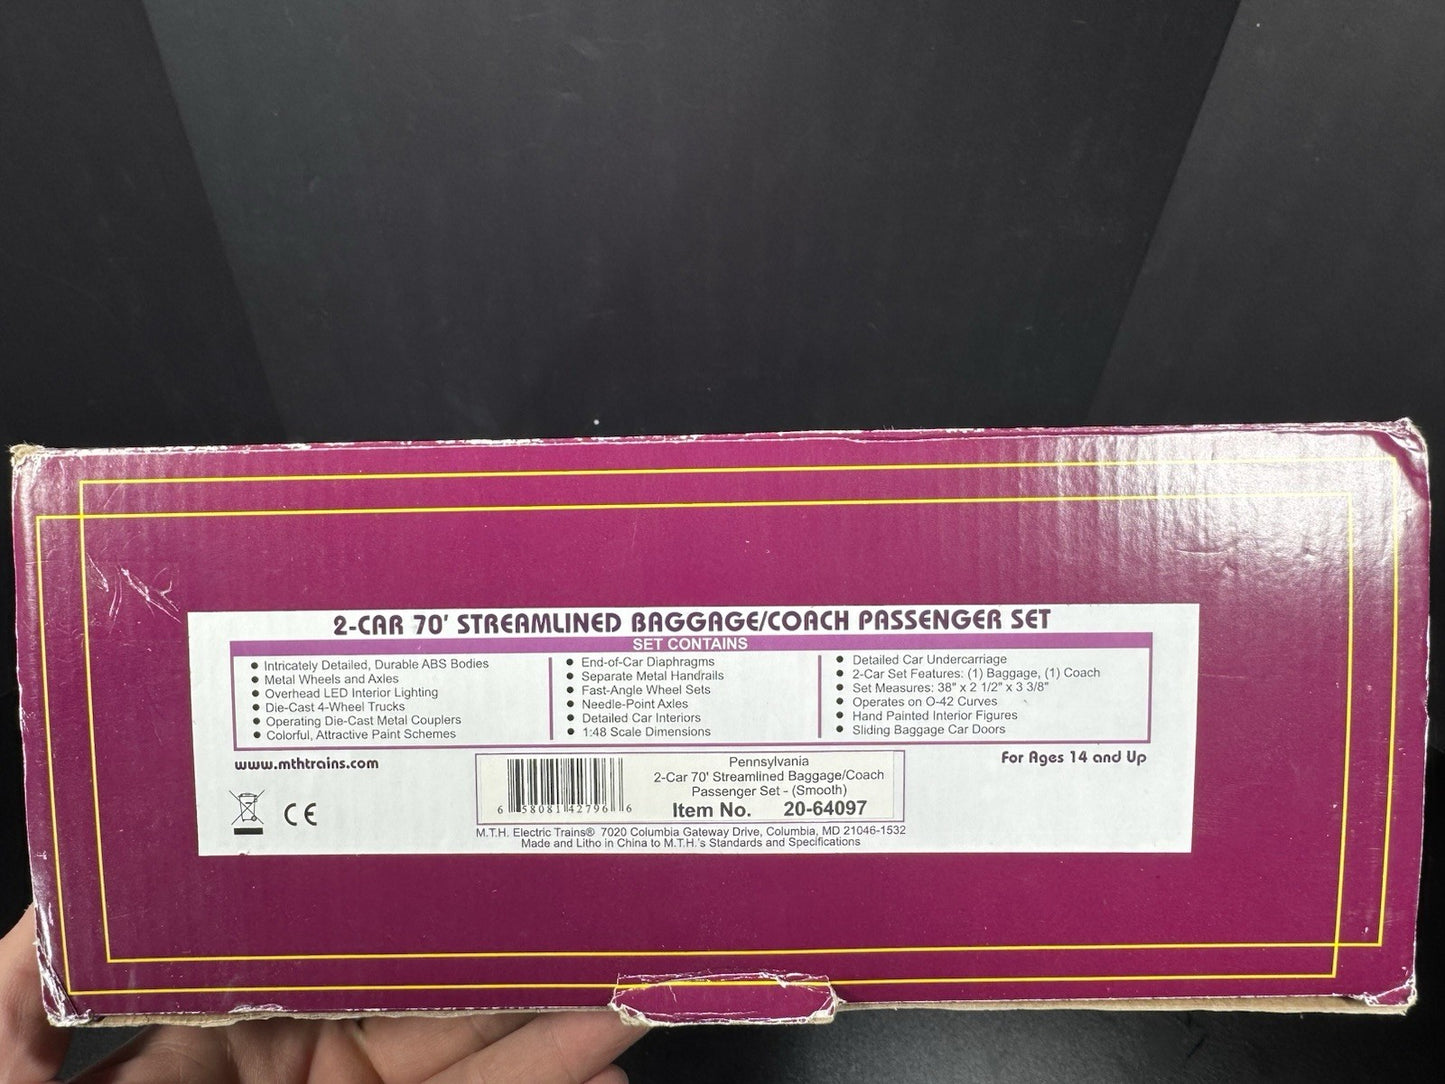 2-CAR 70' STREAMLINED BAGGAGE/COACH PASSENGER SET
SET CONTAINS
• Intricately Detailed, Durable ABS Bodies
• Metal Wheels and Axles
• Overhead LED Interior Lighting
• Die-Cast 4-Wheel Trucks
• Operating Die-Cast Metal Couplers
• Colorful, Attractive Paint Schemes
• End-of-Car Diaphragms
• Separate Metal Handrails
• Fast-Angle Wheel Sets
• Needle-Point Axles
• Detailed Car Interiors
• 1:48 Scale Dimensions
• Detailed Car Undercarriage
• 2-Car Set Features: (1) Baggage, (1) Coach
• Set Measures: 38" x 2 1/2" x 3 3/8"
• Operates on O-42 Curves
• Hand Painted Interior Figures
• Sliding Baggage Car Doors
www.mthtrains.com
For Ages 14 and Up
CE
6 58081 42796 6
Pennsylvania
2-Car 70' Streamlined Baggage/Coach
Passenger Set - (Smooth)
Item No. 20-64097
M.T.H. Electric Trains® 7020 Columbia Gateway Drive, Columbia, MD 21046-1532
Made and Litho in China to M.T.H.'s Standards and Specifications